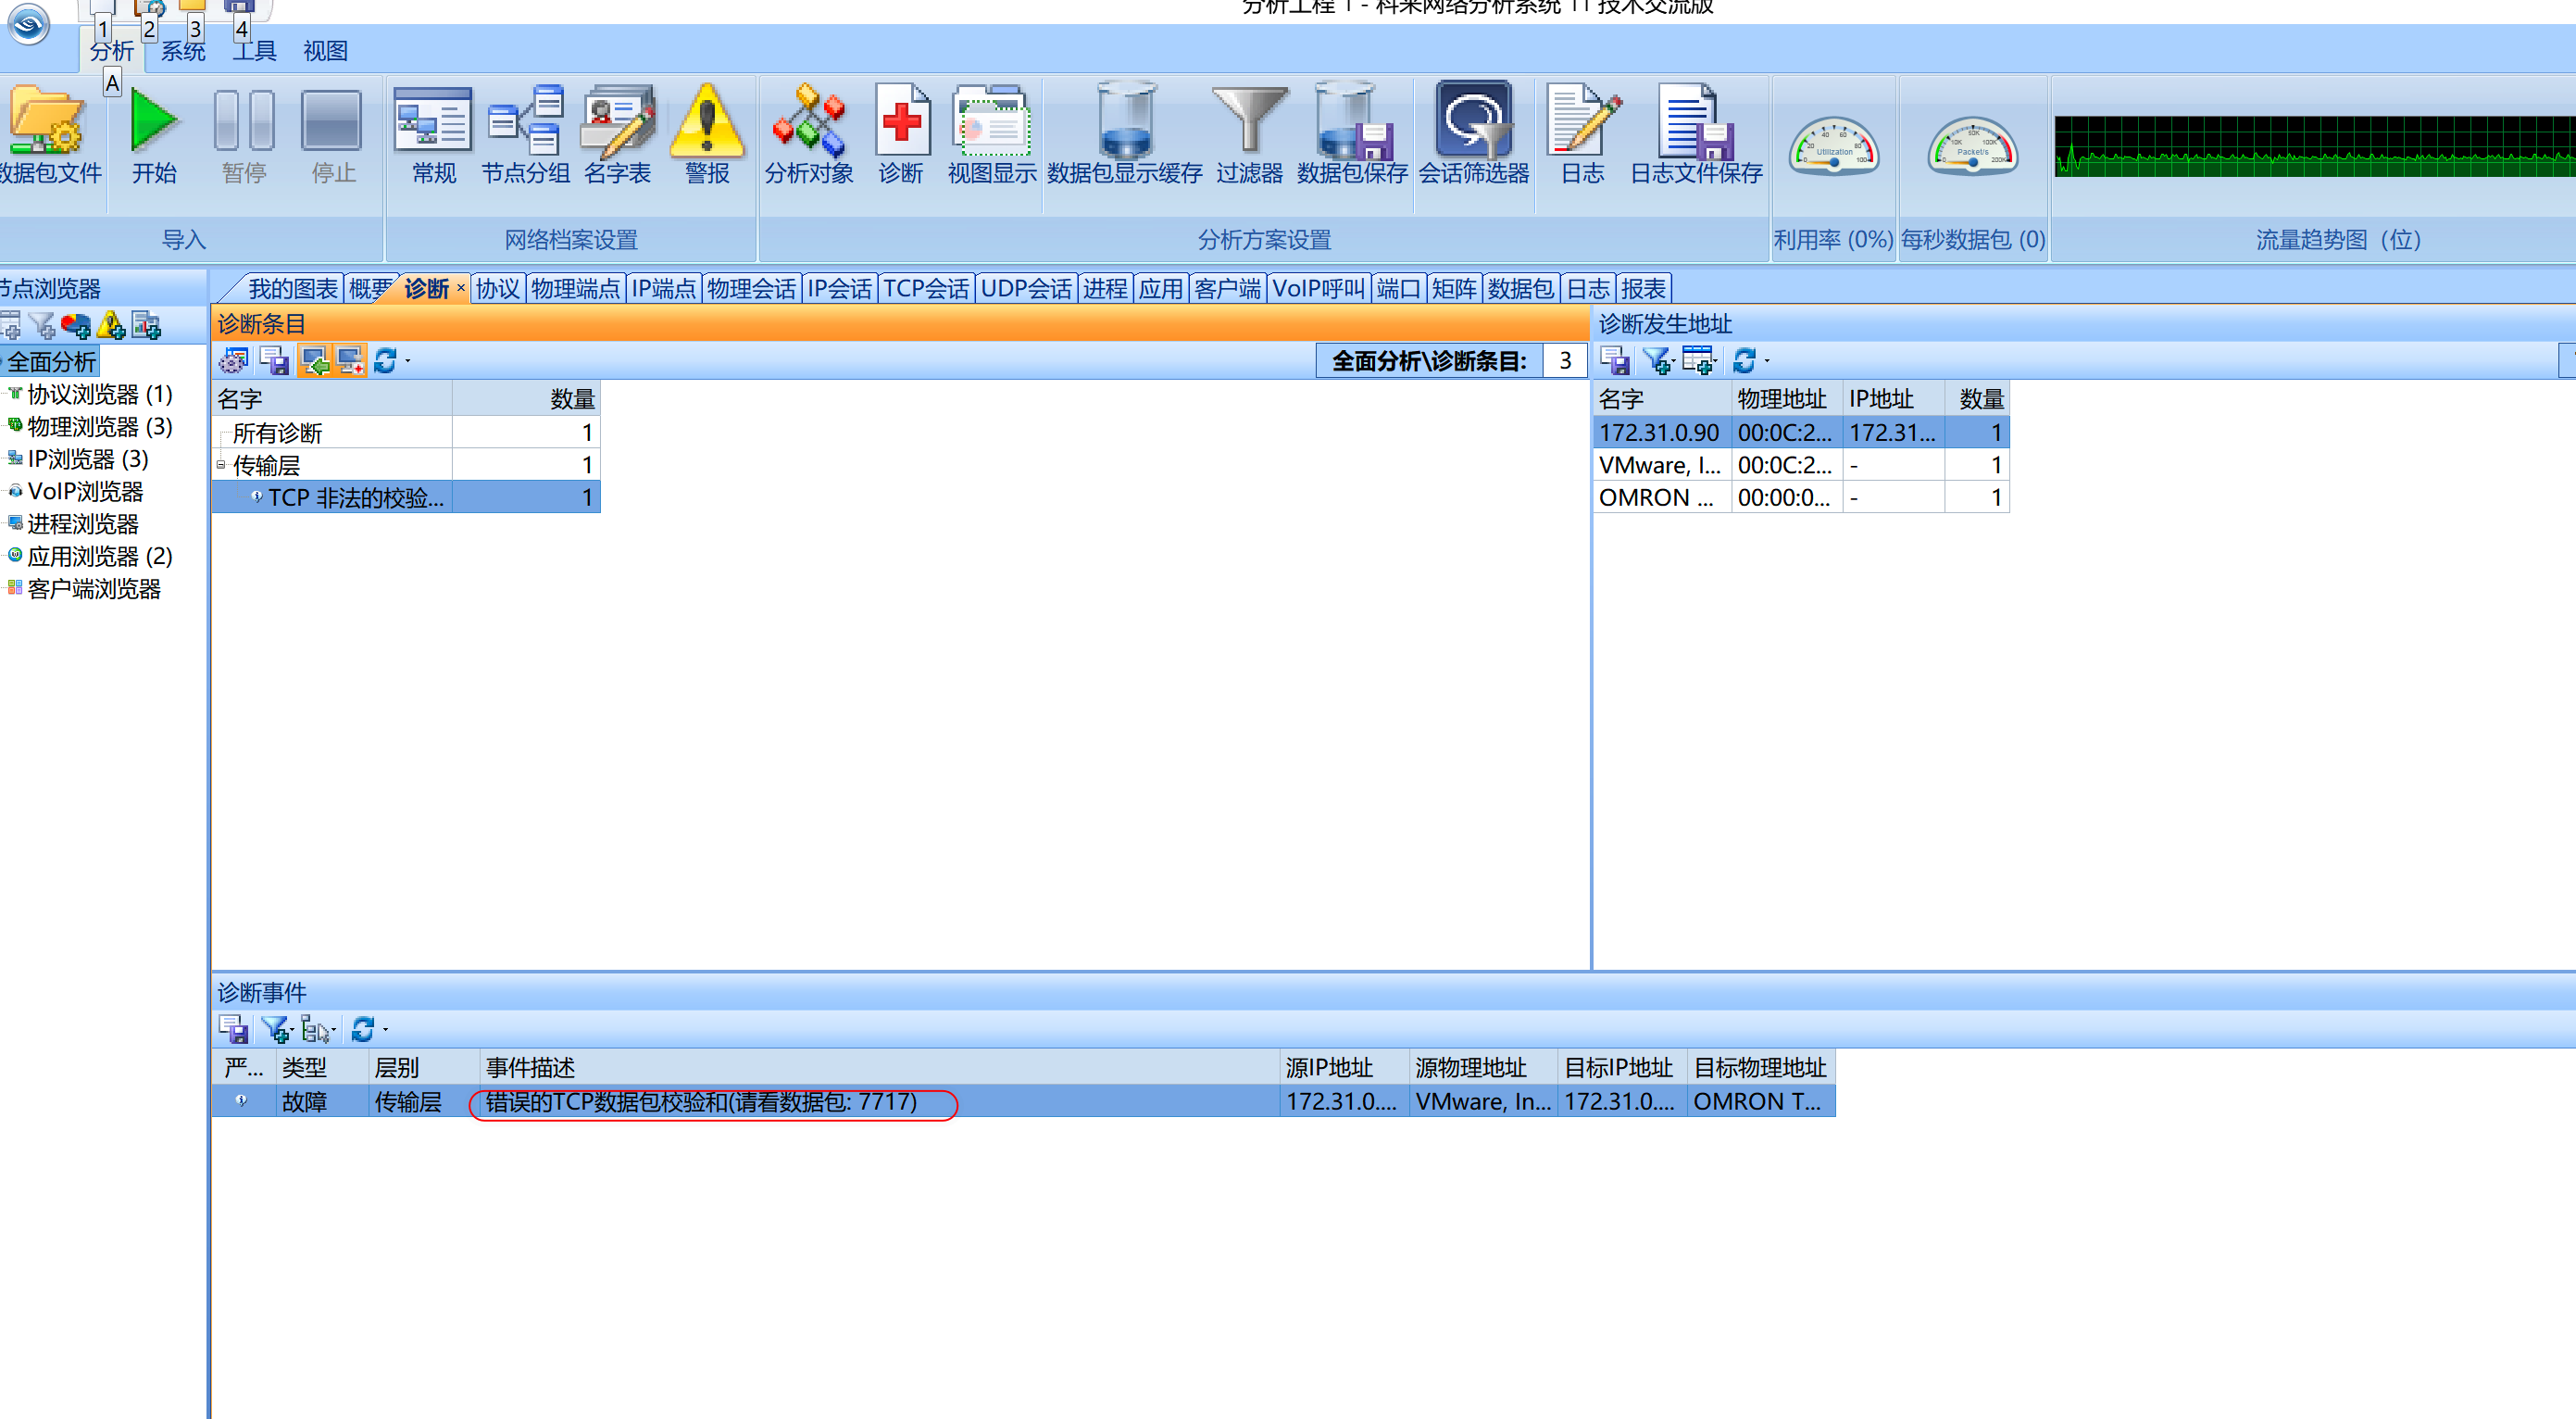 分析工程 1 - 科来网络分析系统 11 技术交流版
1 2 3 4
分析 系统 工具 视图
A
数据包文件 开始 暂停 停止 常规 节点分组 名字表 警报 分析对象 诊断 视图显示 数据包显示缓存 过滤器 数据包保存 会话筛选器 日志 日志文件保存
导入 网络档案设置 分析方案设置 利用率 (0%) 每秒数据包 (0) 流量趋势图（位）
节点浏览器
我的图表 概要 诊断 × 协议 物理端点 IP端点 物理会话 IP会话 TCP会话 UDP会话 进程 应用 客户端 VoIP呼叫 端口 矩阵 数据包 日志 报表
诊断条目
诊断发生地址
全面分析
协议浏览器 (1)
物理浏览器 (3)
IP浏览器 (3)
VoIP浏览器
进程浏览器
应用浏览器 (2)
客户端浏览器
全面分析\诊断条目: 3
名字 数量
所有诊断 1
传输层 1
TCP 非法的校验... 1
名字 物理地址 IP地址 数量
172.31.0.90 00:0C:2... 172.31... 1
VMware, I... 00:0C:2... - 1
OMRON ... 00:00:0... - 1
诊断事件
严... 类型 层别 事件描述 源IP地址 源物理地址 目标IP地址 目标物理地址
故障 传输层 错误的TCP数据包校验和(请看数据包: 7717) 172.31.0.... VMware, In... 172.31.0.... OMRON T...